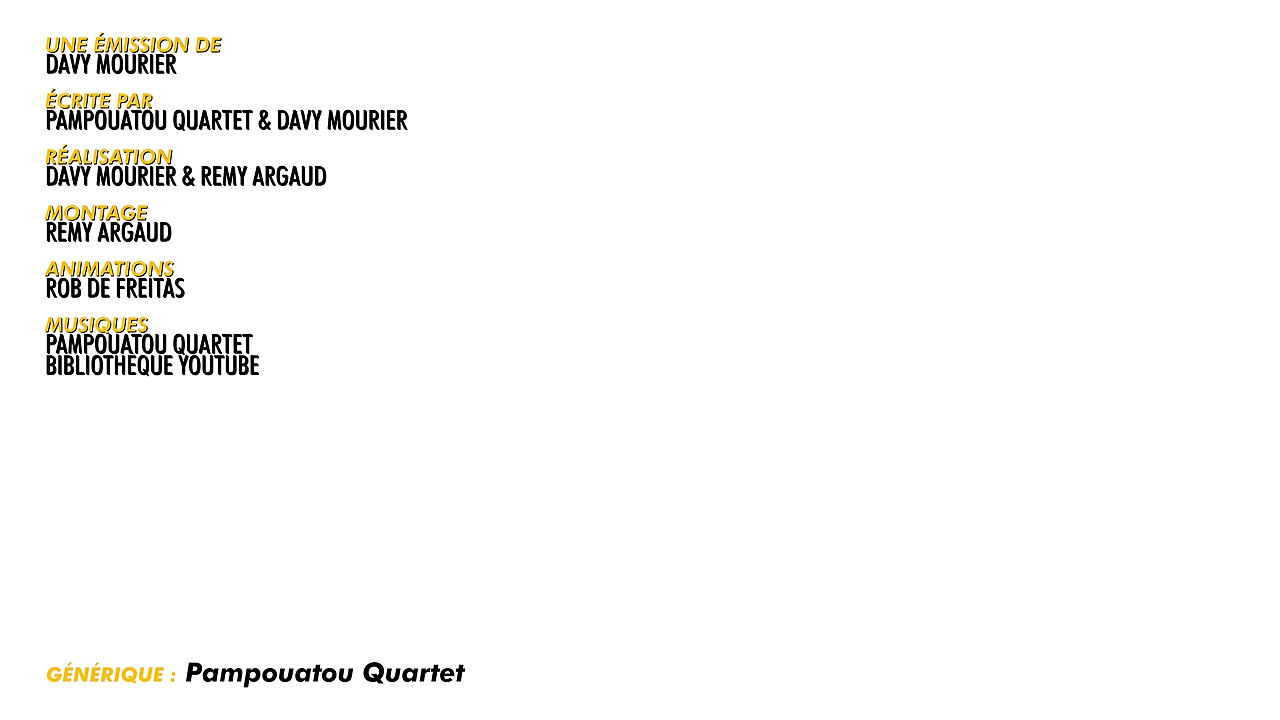 UNE ÉMISSION DE
DAVY MOURIER
ÉCRITE PAR
PAMPOUATOU QUARTET & DAVY MOURIER
RÉALISATION
DAVY MOURIER & REMY ARGAUD
MONTAGE
REMY ARGAUD
ANIMATIONS
ROB DE FREITAS
MUSIQUES
PAMPOUATOU QUARTET
BIBLIOTHÈQUE YOUTUBE
GÉNÉRIQUE : Pampouatou Quartet